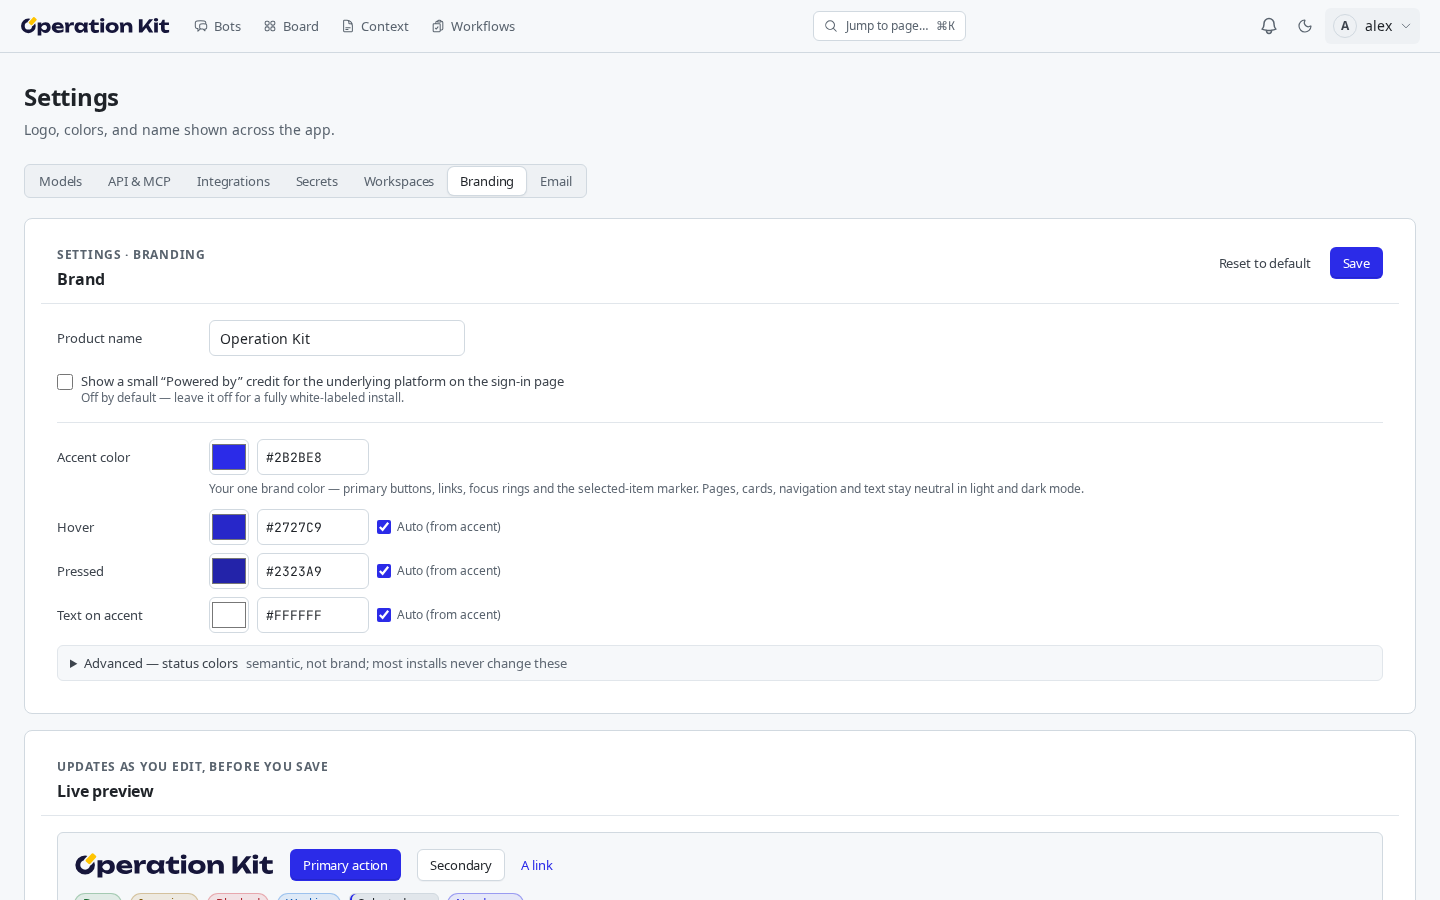 Operation Kit
Bots
Board
Context
Workflows
Jump to page... ⌘K
A
alex
Settings
Logo, colors, and name shown across the app.
Models
API & MCP
Integrations
Secrets
Workspaces
Branding
Email
SETTINGS · BRANDING
Brand
Reset to default
Save
Product name
Operation Kit
Show a small “Powered by” credit for the underlying platform on the sign-in page
Off by default — leave it off for a fully white-labeled install.
Accent color
#2B2BE8
Your one brand color — primary buttons, links, focus rings and the selected-item marker. Pages, cards, navigation and text stay neutral in light and dark mode.
Hover
#2727C9
Auto (from accent)
Pressed
#2323A9
Auto (from accent)
Text on accent
#FFFFFF
Auto (from accent)
Advanced — status colors semantic, not brand; most installs never change these
UPDATES AS YOU EDIT, BEFORE YOU SAVE
Live preview
Operation Kit
Primary action
Secondary
A link